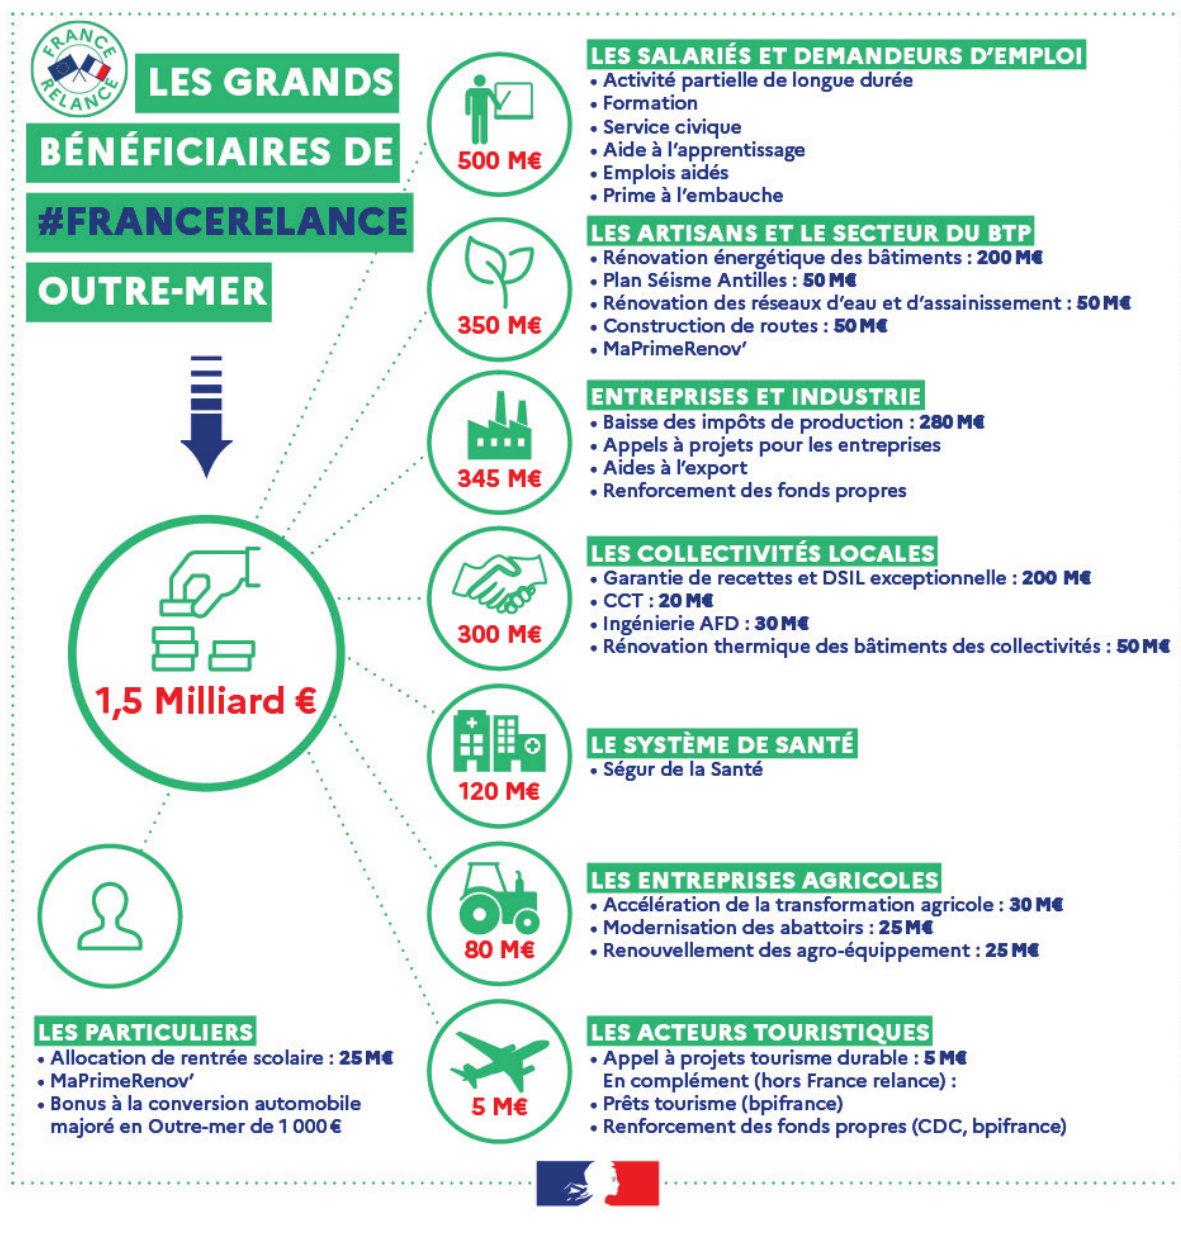 FRANCE
RELANCE
LES GRANDS
BÉNÉFICIAIRES DE
#FRANCERELANCE
OUTRE-MER
1,5 Milliard €
LES PARTICULIERS
• Allocation de rentrée scolaire : 25 M€
• MaPrimeRenov’
• Bonus à la conversion automobile
majoré en Outre-mer de 1 000 €
500 M€
LES SALARIÉS ET DEMANDEURS D’EMPLOI
• Activité partielle de longue durée
• Formation
• Service civique
• Aide à l’apprentissage
• Emplois aidés
• Prime à l’embauche
350 M€
LES ARTISANS ET LE SECTEUR DU BTP
• Rénovation énergétique des bâtiments : 200 M€
• Plan Séisme Antilles : 50 M€
• Rénovation des réseaux d’eau et d’assainissement : 50 M€
• Construction de routes : 50 M€
• MaPrimeRenov’
345 M€
ENTREPRISES ET INDUSTRIE
• Baisse des impôts de production : 280 M€
• Appels à projets pour les entreprises
• Aides à l’export
• Renforcement des fonds propres
300 M€
LES COLLECTIVITÉS LOCALES
• Garantie de recettes et DSIL exceptionnelle : 200 M€
• CCT : 20 M€
• Ingénierie AFD : 30 M€
• Rénovation thermique des bâtiments des collectivités : 50 M€
120 M€
LE SYSTÈME DE SANTÉ
• Ségur de la Santé
80 M€
LES ENTREPRISES AGRICOLES
• Accélération de la transformation agricole : 30 M€
• Modernisation des abattoirs : 25 M€
• Renouvellement des agro-équippement : 25 M€
5 M€
LES ACTEURS TOURISTIQUES
• Appel à projets tourisme durable : 5 M€
En complément (hors France relance) :
• Prêts tourisme (bpifrance)
• Renforcement des fonds propres (CDC, bpifrance)